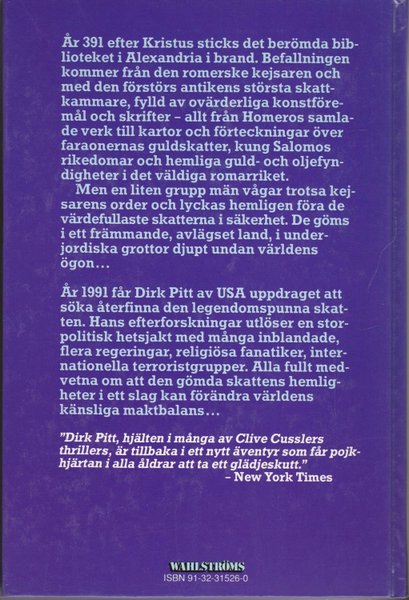 År 391 efter Kristus sticks det berömda bib-
lioteket i Alexandria i brand. Befallningen
kommer från den romerske kejsaren och
med den förstörs antikens största skatt-
kammare, fylld av ovärderliga konstföre-
mål och skrifter – allt från Homeros samla-
de verk till kartor och förteckningar över
faraonernas guldskatter, kung Salomos
rikedomar och hemliga guld- och oljefyn-
digheter i det väldiga romarriket.
Men en liten grupp män vågar trotsa kej-
sarens order och lyckas hemligen föra de
värdefullaste skatterna i säkerhet. De göms
i ett främmande, avlägset land, i under-
jordiska grottor djupt undan världens
ögon…
År 1991 får Dirk Pitt av USA uppdraget att
söka återfinna den legendomspunna skat-
ten. Hans efterforskningar utlöser en stor-
politisk hetsjakt med många inblandade,
flera regeringar, religiösa fanatiker, inter-
nationella terroristgrupper. Alla fullt med-
vetna om att den gömda skattens hemlig-
heter i ett slag kan förändra världens
känsliga maktbalans…
”Dirk Pitt, hjälten i många av Clive Cusslers
thrillers, är tillbaka i ett nytt äventyr som får pojk-
hjärtan i alla åldrar att ta ett glädjeskutt.”
– New York Times
WAHLSTRÖMS
ISBN 91-32-31526-0